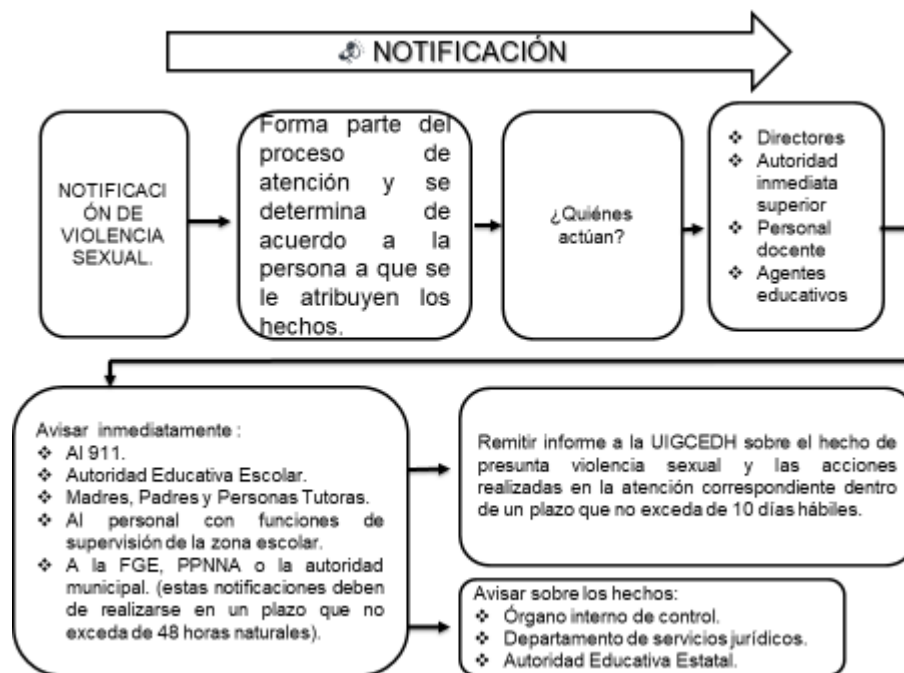 NOTIFICACIÓN
NOTIFICACI
ÓN DE
VIOLENCIA
SEXUAL.
Forma parte del
proceso de
atención y se
determina de
acuerdo a la
persona a que se
le atribuyen los
hechos.
¿Quiénes
actúan?
❖ Directores
❖ Autoridad
inmediata
superior
❖ Personal
docente
❖ Agentes
educativos
Avisar inmediatamente :
❖ Al 911.
❖ Autoridad Educativa Escolar.
❖ Madres, Padres y Personas Tutoras.
❖ Al personal con funciones de
supervisión de la zona escolar.
❖ A la FGE, PPNNA o la autoridad
municipal. (estas notificaciones deben
de realizarse en un plazo que no
exceda de 48 horas naturales).
Remitir informe a la UIGCEDH sobre el hecho de
presunta violencia sexual y las acciones
realizadas en la atención correspondiente dentro
de un plazo que no exceda de 10 días hábiles.
Avisar sobre los hechos:
❖ Órgano interno de control.
❖ Departamento de servicios jurídicos.
❖ Autoridad Educativa Estatal.